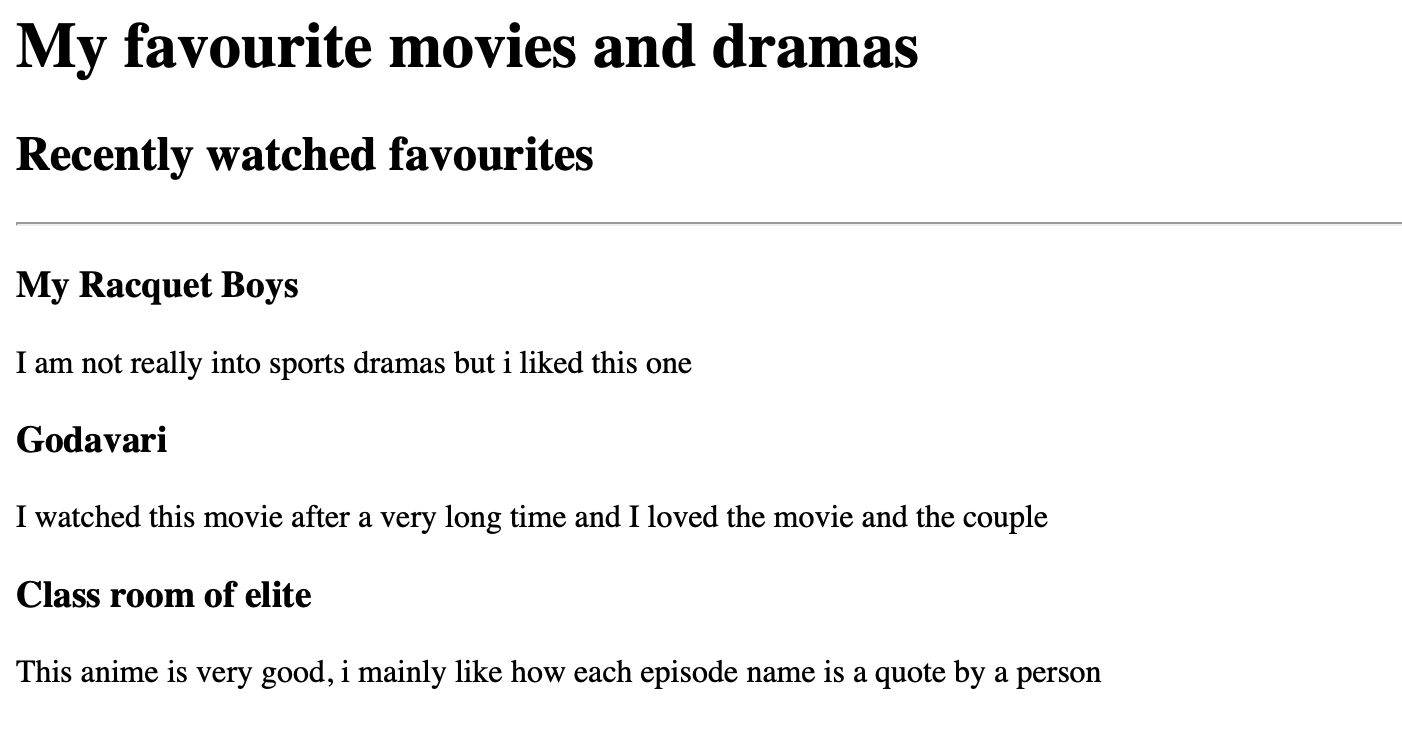 My favourite movies and dramas
Recently watched favourites
My Racquet Boys
I am not really into sports dramas but i liked this one
Godavari
I watched this movie after a very long time and I loved the movie and the couple
Class room of elite
This anime is very good, i mainly like how each episode name is a quote by a person